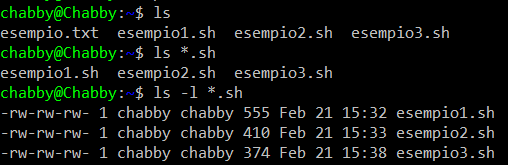 chabby@Chabby:~$ ls
esempio.txt  esempio1.sh  esempio2.sh  esempio3.sh
chabby@Chabby:~$ ls *.sh
esempio1.sh  esempio2.sh  esempio3.sh
chabby@Chabby:~$ ls -l *.sh
-rw-rw-rw- 1 chabby chabby 555 Feb 21 15:32 esempio1.sh
-rw-rw-rw- 1 chabby chabby 410 Feb 21 15:33 esempio2.sh
-rw-rw-rw- 1 chabby chabby 374 Feb 21 15:38 esempio3.sh